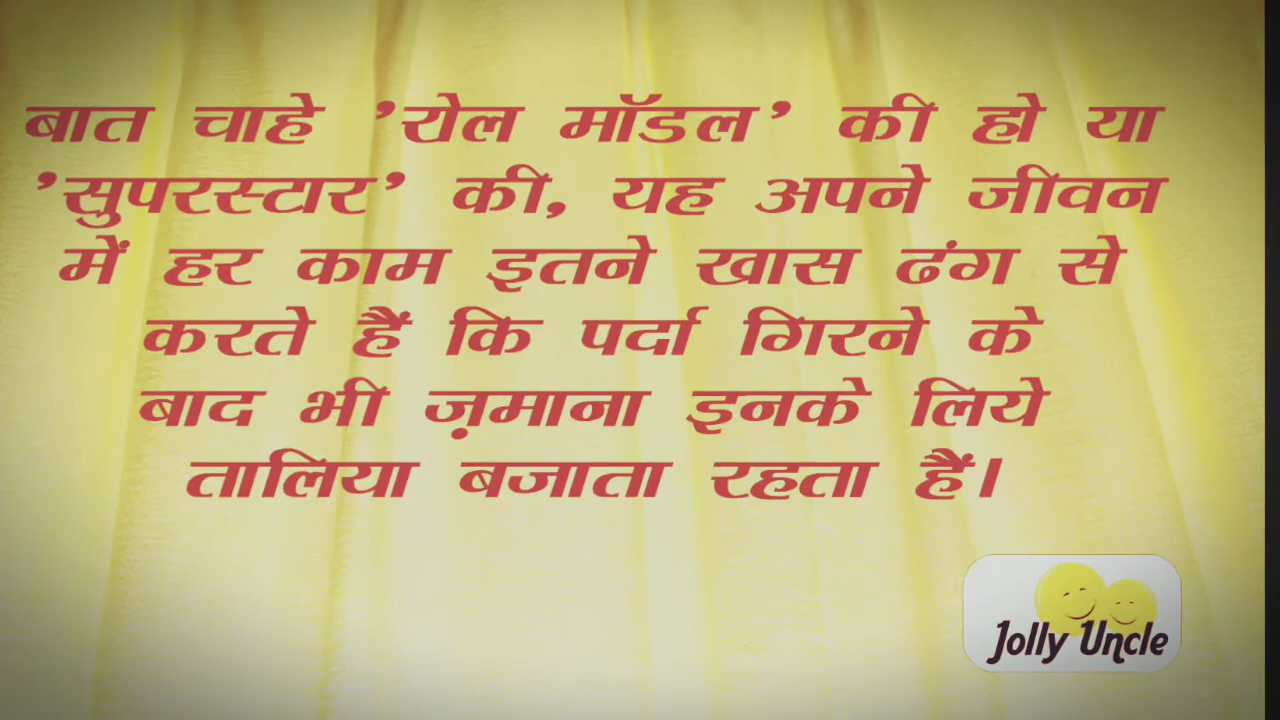 बात चाहे ’रोल मॉडल’ की हो या
’सुपरस्टार’ की, यह अपने जीवन
में हर काम इतने खास ढंग से
करते हैं कि पर्दा गिरने के
बाद भी ज़माना इनके लिये
तालिया बजाता रहता हैं।
Jolly Uncle